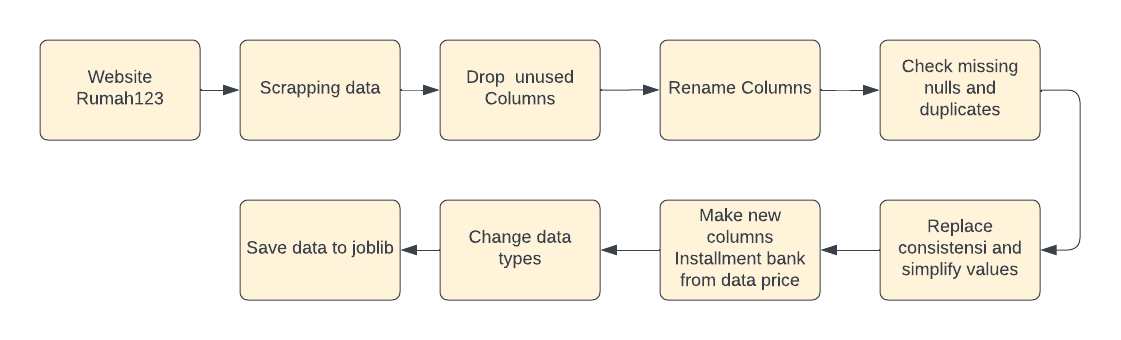 Website
Rumah123
Scrapping data
Drop  unused
Columns
Rename Columns
Check missing
nulls and
duplicates
Replace
consistensi and
simplify values
Make new
columns
Installment bank
from data price
Change data
types
Save data to joblib